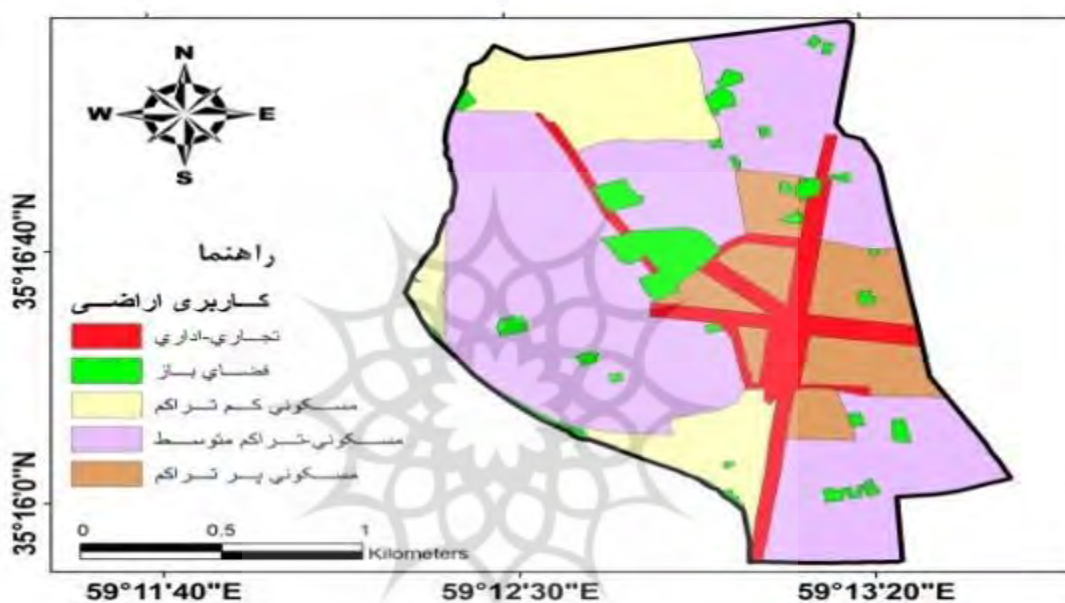 N
W E
S
راهنما
کاربری اراضی
تجاري-اداري
فضاي باز
مسکوني کم تراکم
مسکوني-تراکم متوسط
مسکوني پر تراکم
0 0.5 1
Kilometers
35°16'40"N
35°16'0"N
59°11'40"E 59°12'30"E 59°13'20"E